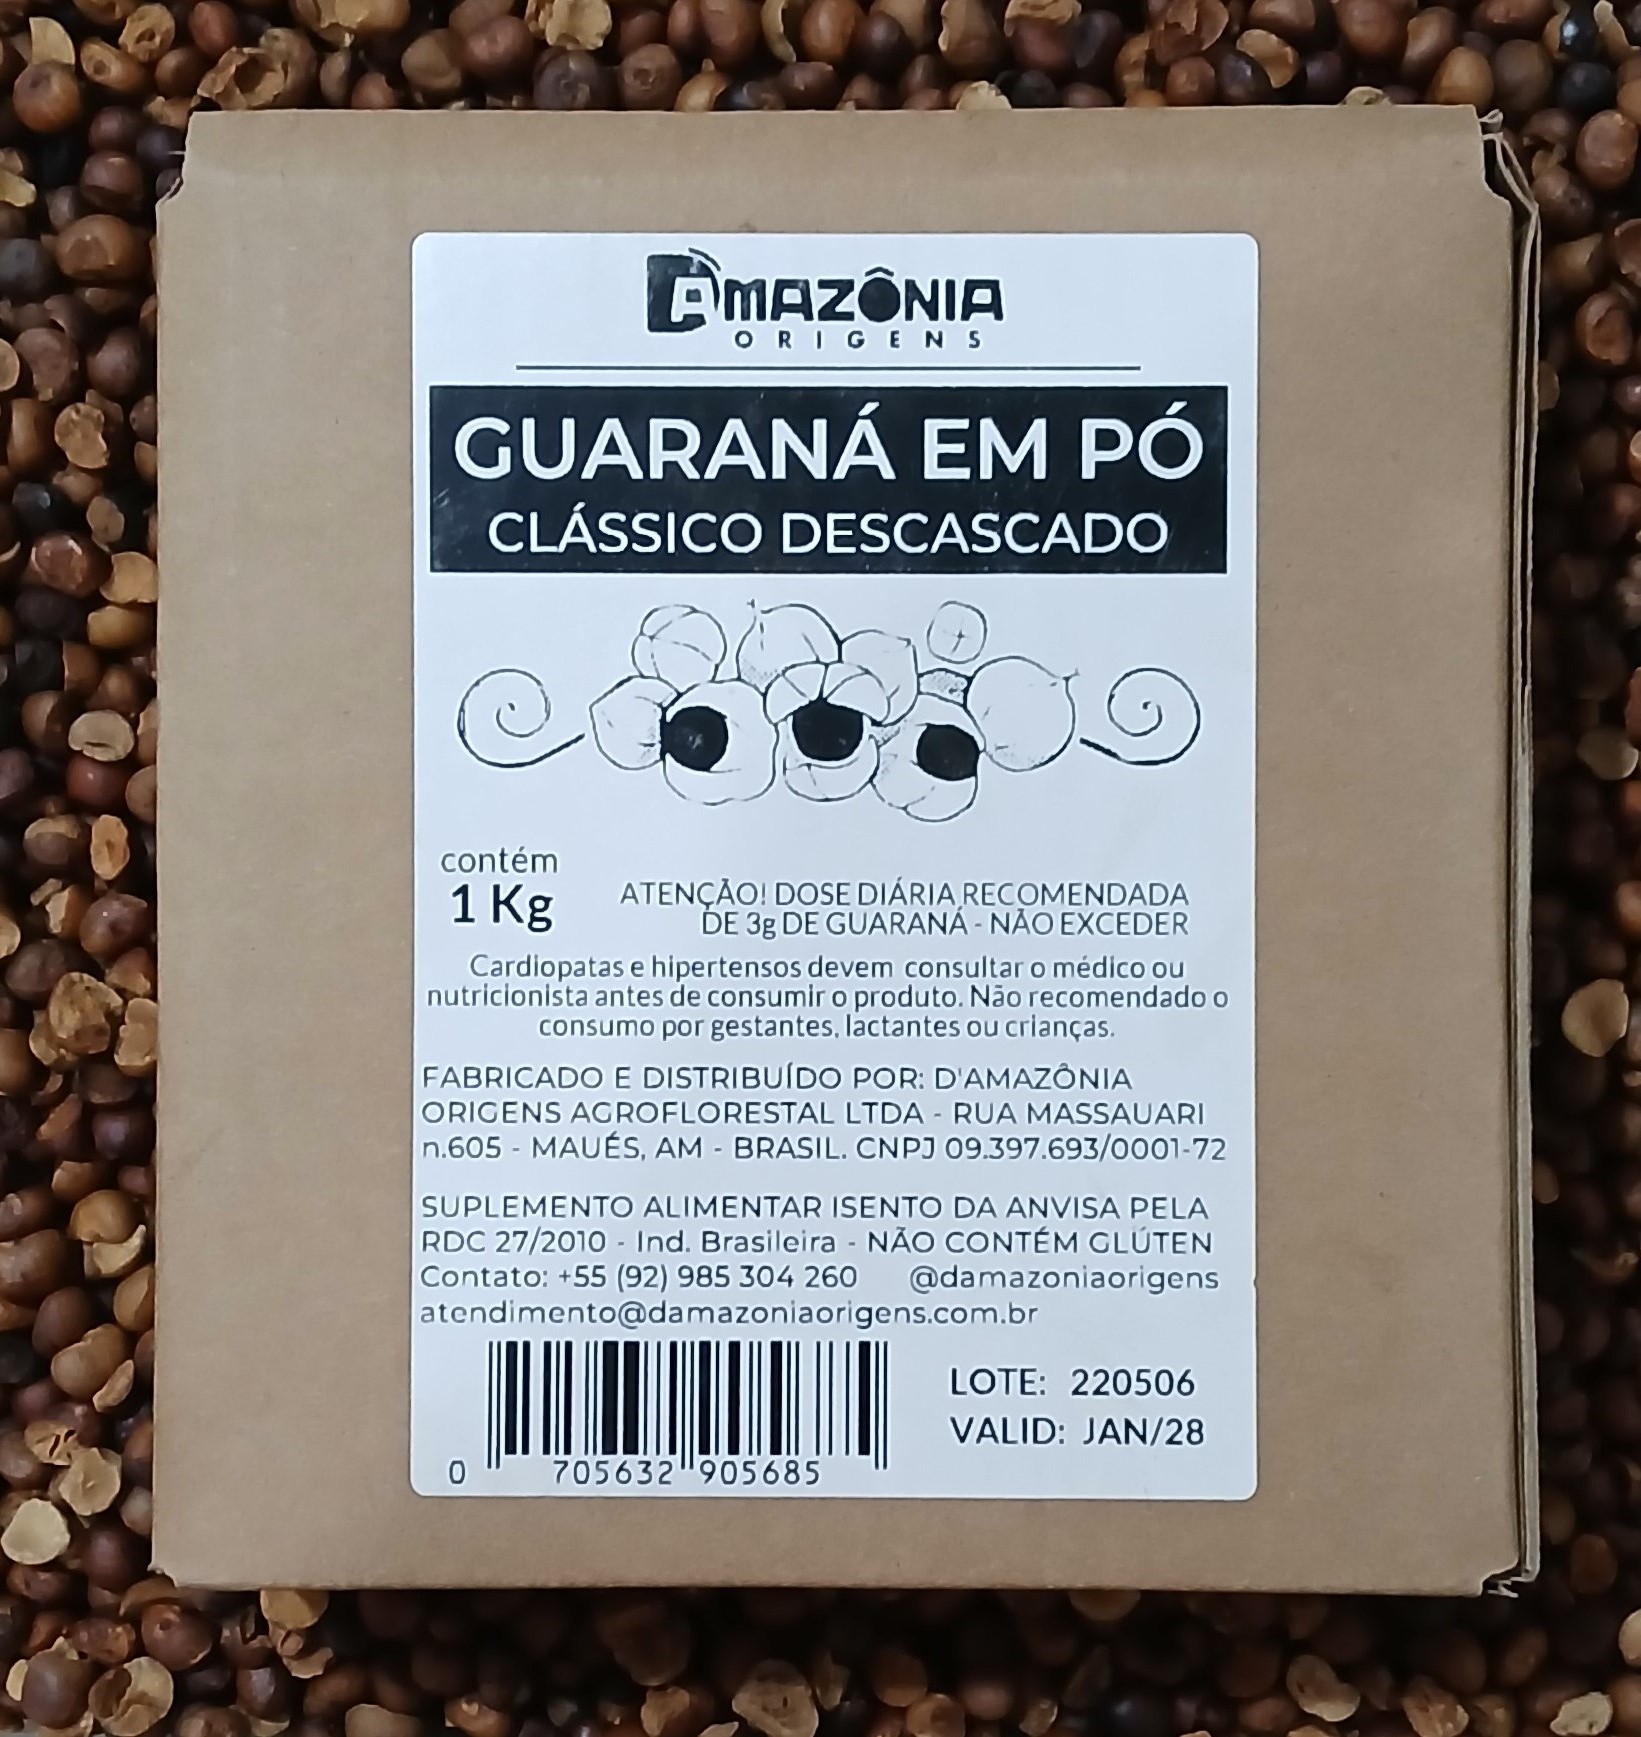 D'AMAZÔNIA
ORIGENS
GUARANÁ EM PÓ
CLÁSSICO DESCASCADO
contém
1 Kg
ATENÇÃO! DOSE DIÁRIA RECOMENDADA
DE 3g DE GUARANÁ - NÃO EXCEDER
Cardiopatas e hipertensos devem consultar o médico ou
nutricionista antes de consumir o produto. Não recomendado o
consumo por gestantes, lactantes ou crianças.
FABRICADO E DISTRIBUÍDO POR: D'AMAZÔNIA
ORIGENS AGROFLORESTAL LTDA - RUA MASSAUARI
n.605 - MAUÉS, AM - BRASIL. CNPJ 09.397.693/0001-72
SUPLEMENTO ALIMENTAR ISENTO DA ANVISA PELA
RDC 27/2010 - Ind. Brasileira - NÃO CONTÉM GLÚTEN
Contato: +55 (92) 985 304 260 @damazoniaorigens
atendimento@damazoniaorigens.com.br
LOTE: 220506
VALID: JAN/28
0 705632 905685